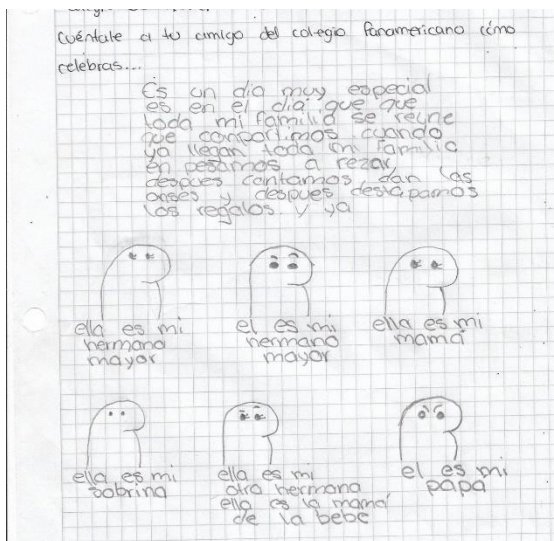 cuéntale a tu amigo del colegio Panamericano cómo
celebras...
Es un dia muy especial
es en el dia que que
toda mi familia se reune
que compartimos cuando
ya llegan toda mi familia
en pesamos a rezar
despues cantamos, dan las
onses y despues destapamos
los regalos. y ya
ella es mi
hermana
mayor
el es mi
hermano
mayor
ella es mi
mamá
ella es mi
sobrina
ella es mi
otra hermana
ella es la mamá
de la bebe
el es mi
papá